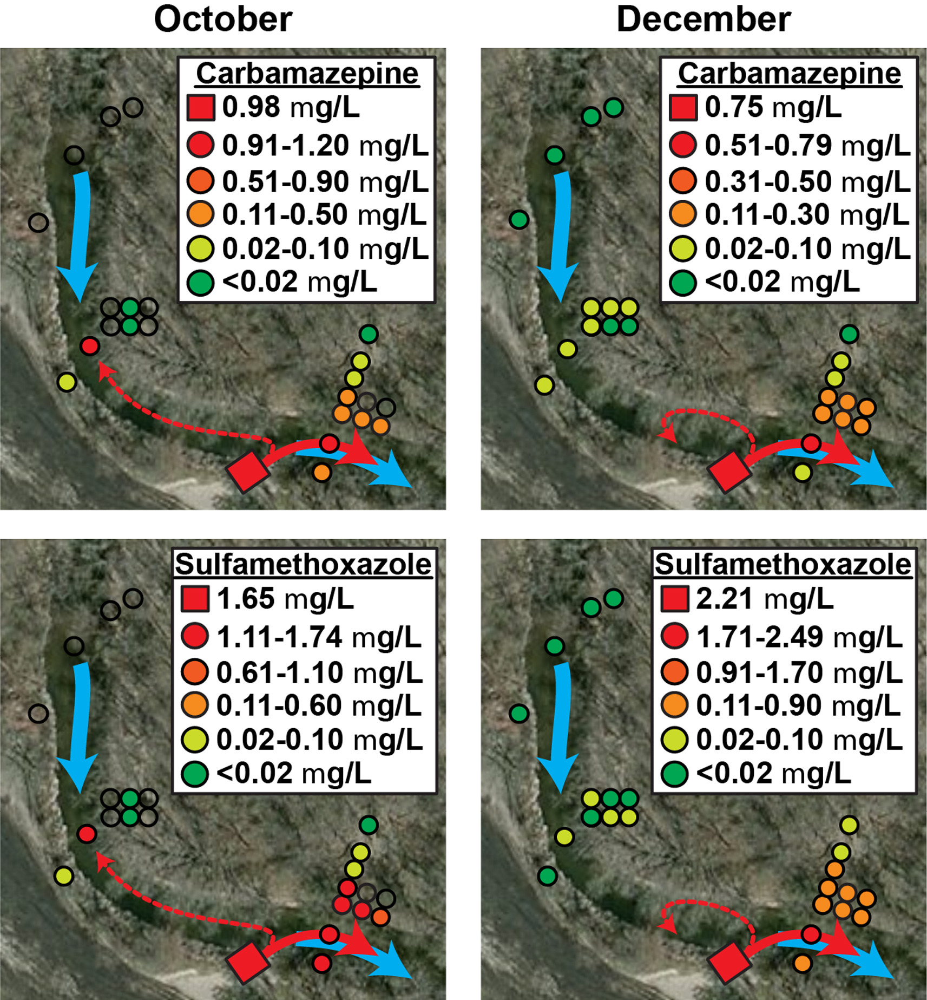 October
December
Carbamazepine
0.98 mg/L
0.91-1.20 mg/L
0.51-0.90 mg/L
0.11-0.50 mg/L
0.02-0.10 mg/L
<0.02 mg/L
Carbamazepine
0.75 mg/L
0.51-0.79 mg/L
0.31-0.50 mg/L
0.11-0.30 mg/L
0.02-0.10 mg/L
<0.02 mg/L
Sulfamethoxazole
1.65 mg/L
1.11-1.74 mg/L
0.61-1.10 mg/L
0.11-0.60 mg/L
0.02-0.10 mg/L
<0.02 mg/L
Sulfamethoxazole
2.21 mg/L
1.71-2.49 mg/L
0.91-1.70 mg/L
0.11-0.90 mg/L
0.02-0.10 mg/L
<0.02 mg/L